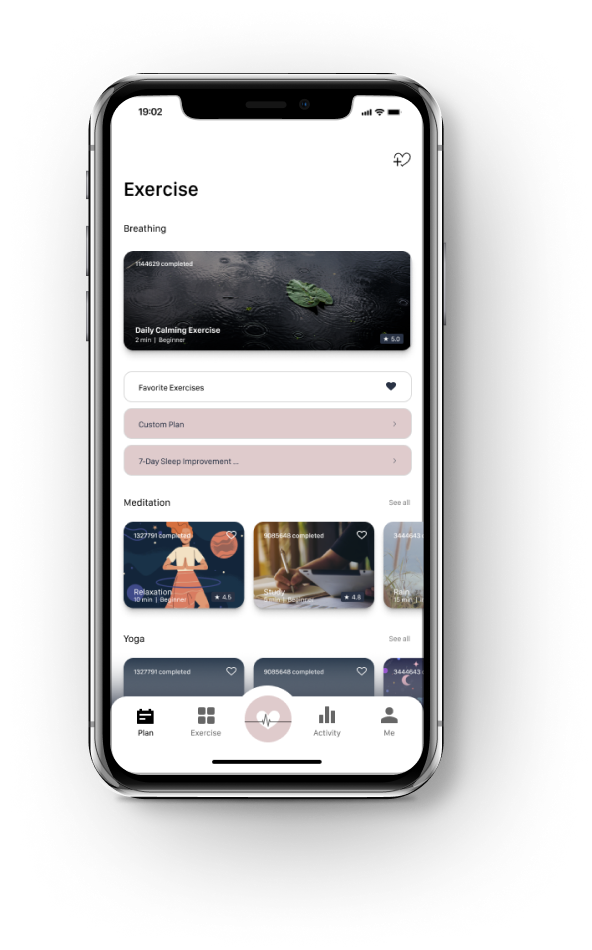 19:02
Exercise
Breathing
1144629 completed
Daily Calming Exercise
2 min | Beginner
★ 5.0
Favorite Exercises
Custom Plan
7-Day Sleep Improvement ...
Meditation
See all
1327791 completed
Relaxation
10 min | Beginner
★ 4.5
9085648 completed
Study
Beginner
★ 4.8
3444643
Rain
15 min |
Yoga
See all
1327791 completed
9085648 completed
3444643
Plan
Exercise
Activity
Me